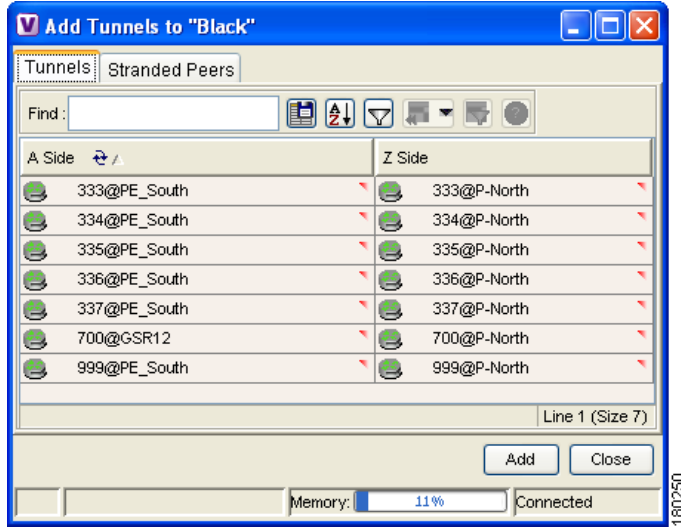 Add Tunnels to "Black"
Tunnels Stranded Peers
Find :
A Side Z Side
333@PE_South 333@P-North
334@PE_South 334@P-North
335@PE_South 335@P-North
336@PE_South 336@P-North
337@PE_South 337@P-North
700@GSR12 700@P-North
999@PE_South 999@P-North
Line 1 (Size 7)
Add Close
Memory: 11% Connected
180250